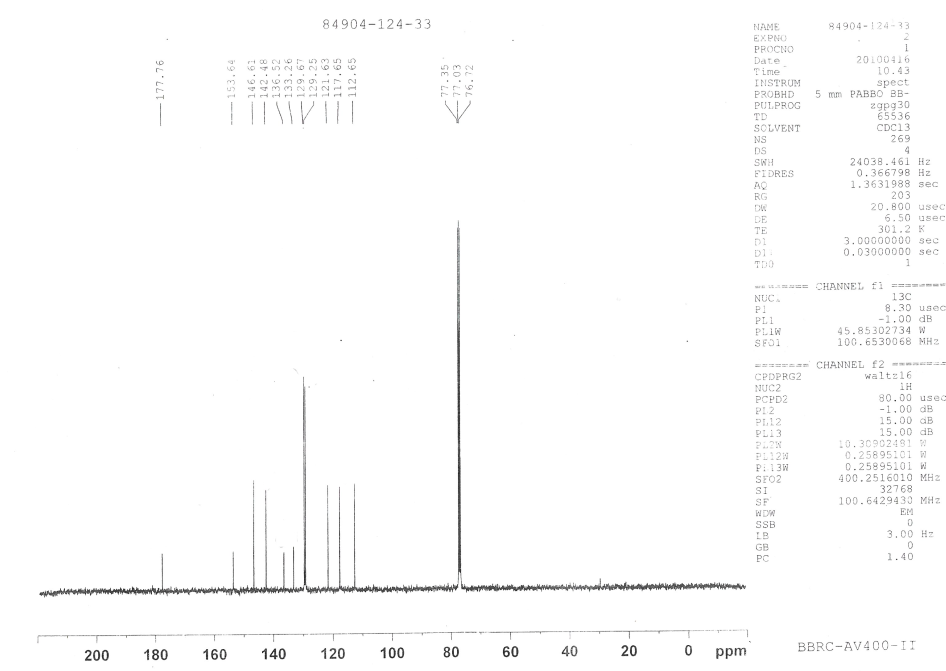 84904-124-33
177.76
153.64
146.61
142.48
136.52
133.26
129.67
129.25
121.63
117.65
112.65
77.35
77.03
76.72
NAME 84904-124-33
EXPNO 2
PROCNO 1
Date 20100416
Time 10.43
INSTRUM spect
PROBHD 5 mm PABBO BB-
PULPROG zgpg30
TD 65536
SOLVENT CDCl3
NS 269
DS 4
SWH 24038.461 Hz
FIDRES 0.366798 Hz
AQ 1.3631988 sec
RG 203
DW 20.800 usec
DE 6.50 usec
TE 301.2 K
D1 3.00000000 sec
0.03000000 sec
TD0 1
======== CHANNEL f1 ========
13C
P1 8.30 usec
PL1 -1.00 dB
PL1W 45.85302734 W
SFO1 100.6530068 MHz
======== CHANNEL f2 ========
CPDPRG2 waltz16
NUC2 1H
PCPD2 80.00 usec
PL2 -1.00 dB
PL12 15.00 dB
PL13 15.00 dB
PL2W 10.30902481 W
PL12W 0.25895101 W
PL13W 0.25895101 W
SFO2 400.2516010 MHz
SI 32768
SF 100.6429430 MHz
WDW EM
SSB 0
LB 3.00 Hz
GB 0
PC 1.40
200 180 160 140 120 100 80 60 40 20 0 ppm
BBRC-AV400-II